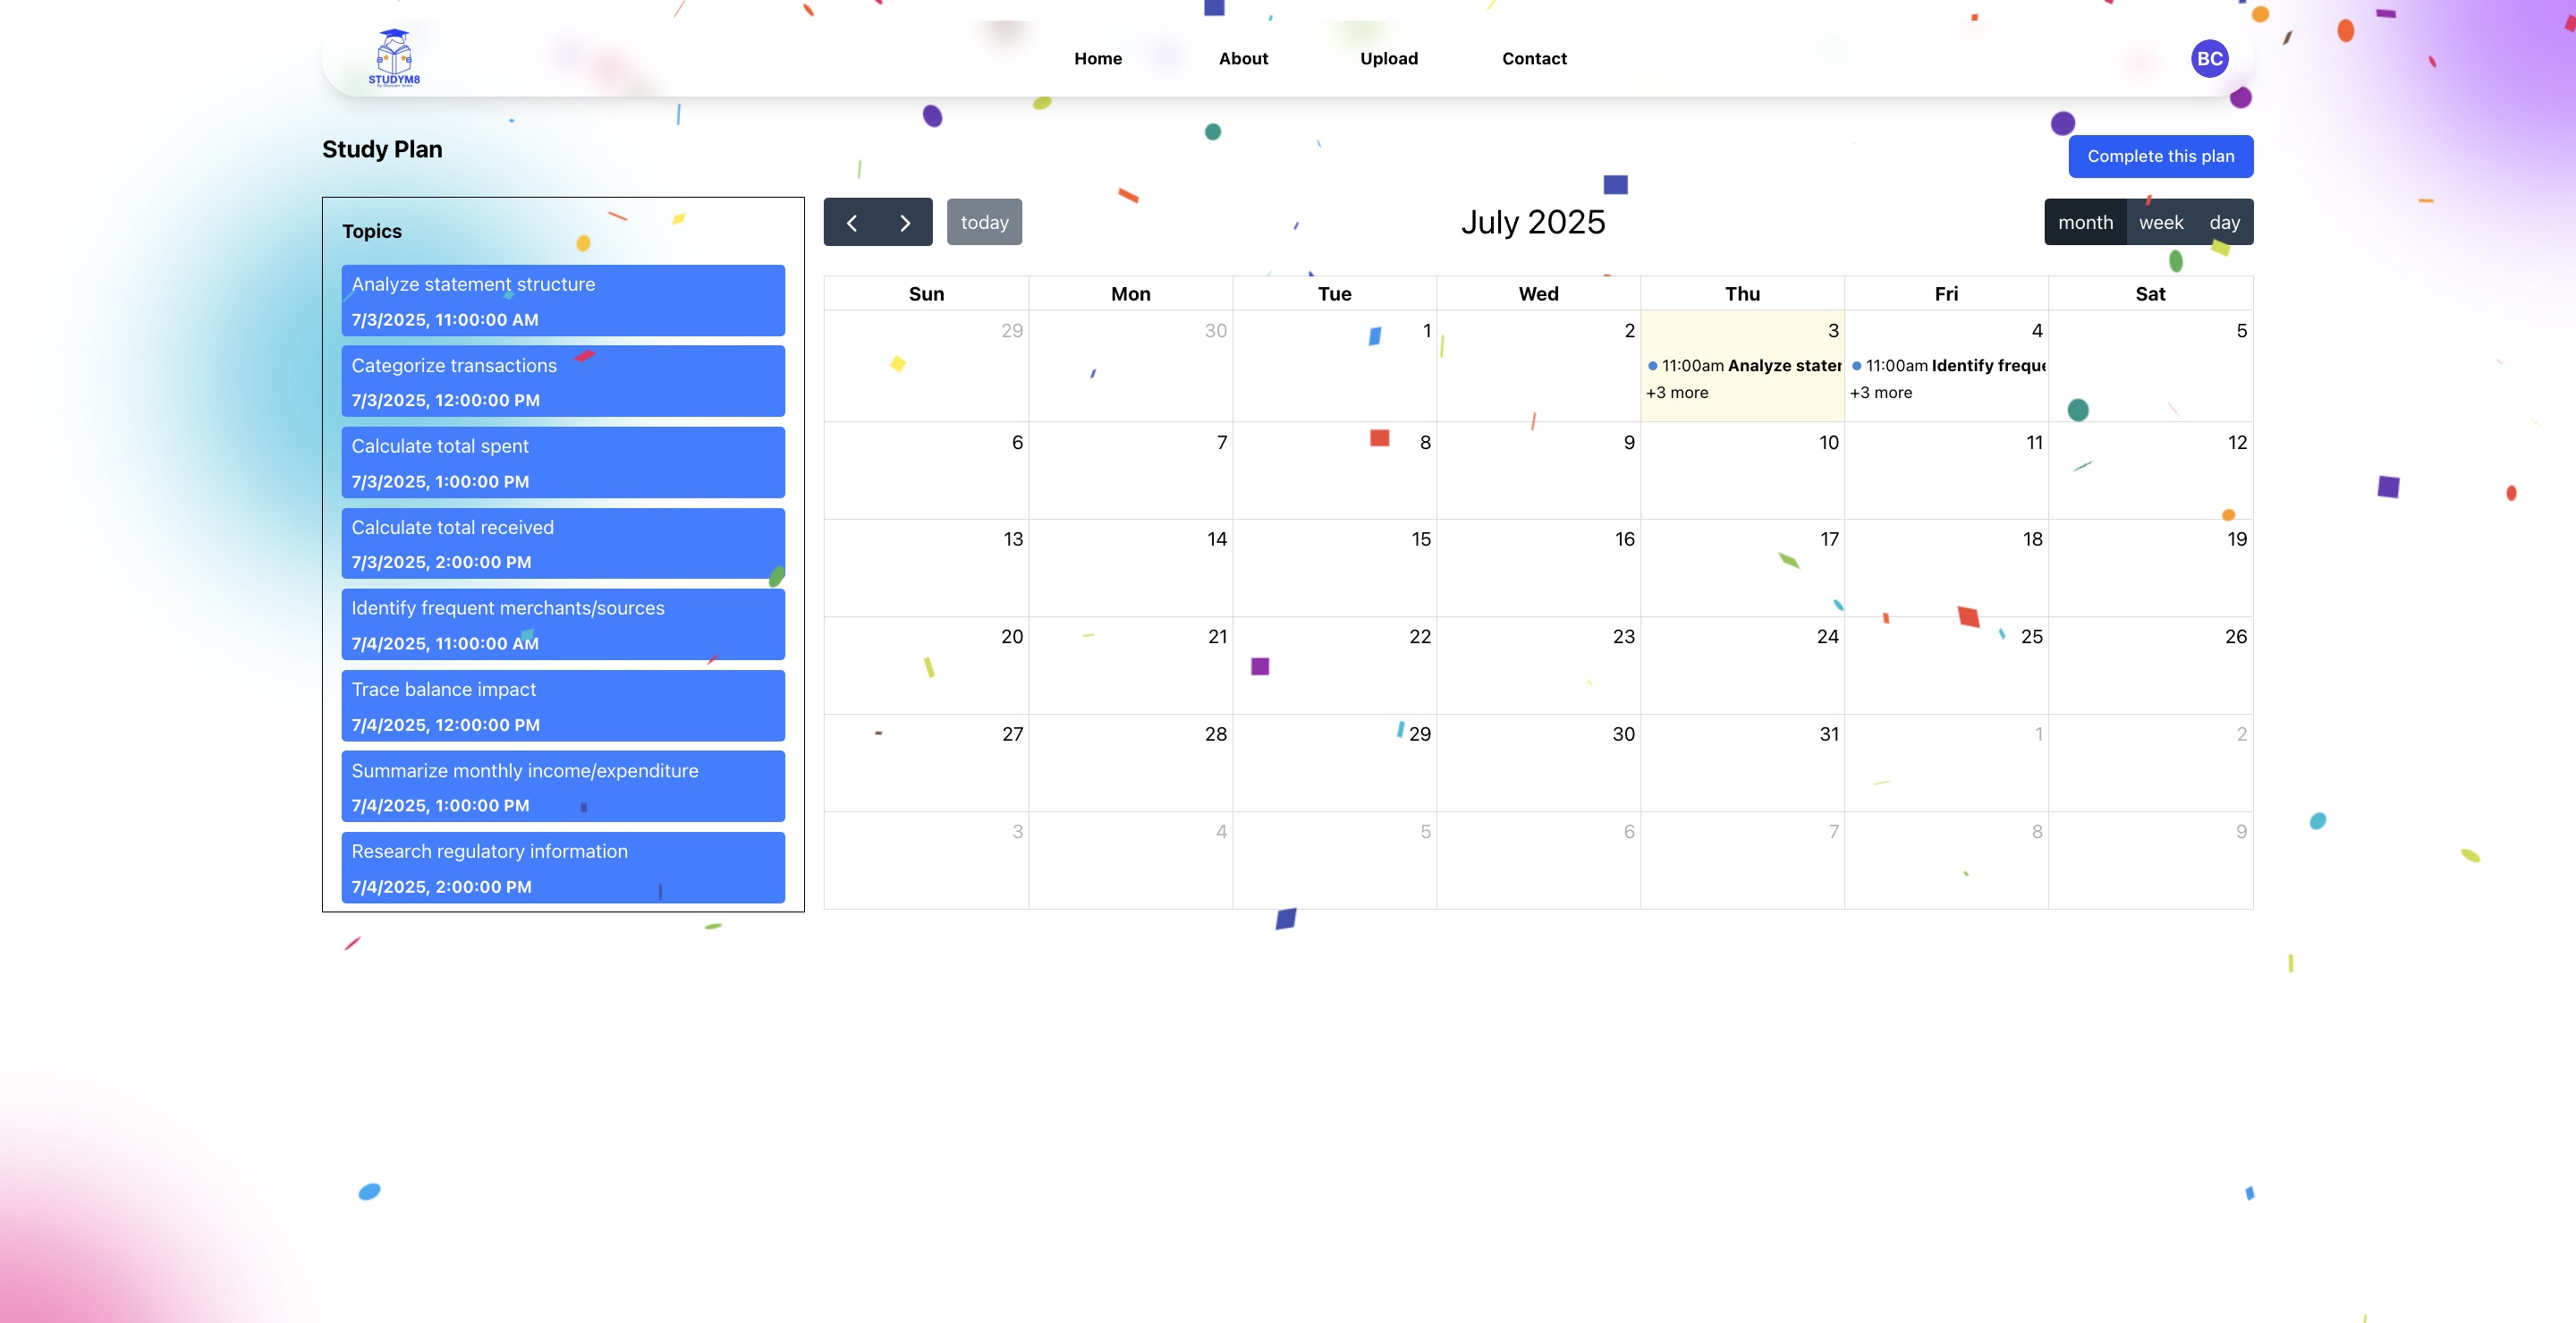 STUDYM8
Home
About
Upload
Contact
BC
Study Plan
Complete this plan
Topics
Analyze statement structure
7/3/2025, 11:00:00 AM
Categorize transactions
7/3/2025, 12:00:00 PM
Calculate total spent
7/3/2025, 1:00:00 PM
Calculate total received
7/3/2025, 2:00:00 PM
Identify frequent merchants/sources
7/4/2025, 11:00:00 AM
Trace balance impact
7/4/2025, 12:00:00 PM
Summarize monthly income/expenditure
7/4/2025, 1:00:00 PM
Research regulatory information
7/4/2025, 2:00:00 PM
today
July 2025
month week day
Sun Mon Tue Wed Thu Fri Sat
29 30 1 2 3 4 5
11:00am Analyze stater 11:00am Identify freque
+3 more +3 more
6 7 8 9 10 11 12
13 14 15 16 17 18 19
20 21 22 23 24 25 26
27 28 29 30 31 1 2
3 4 5 6 7 8 9